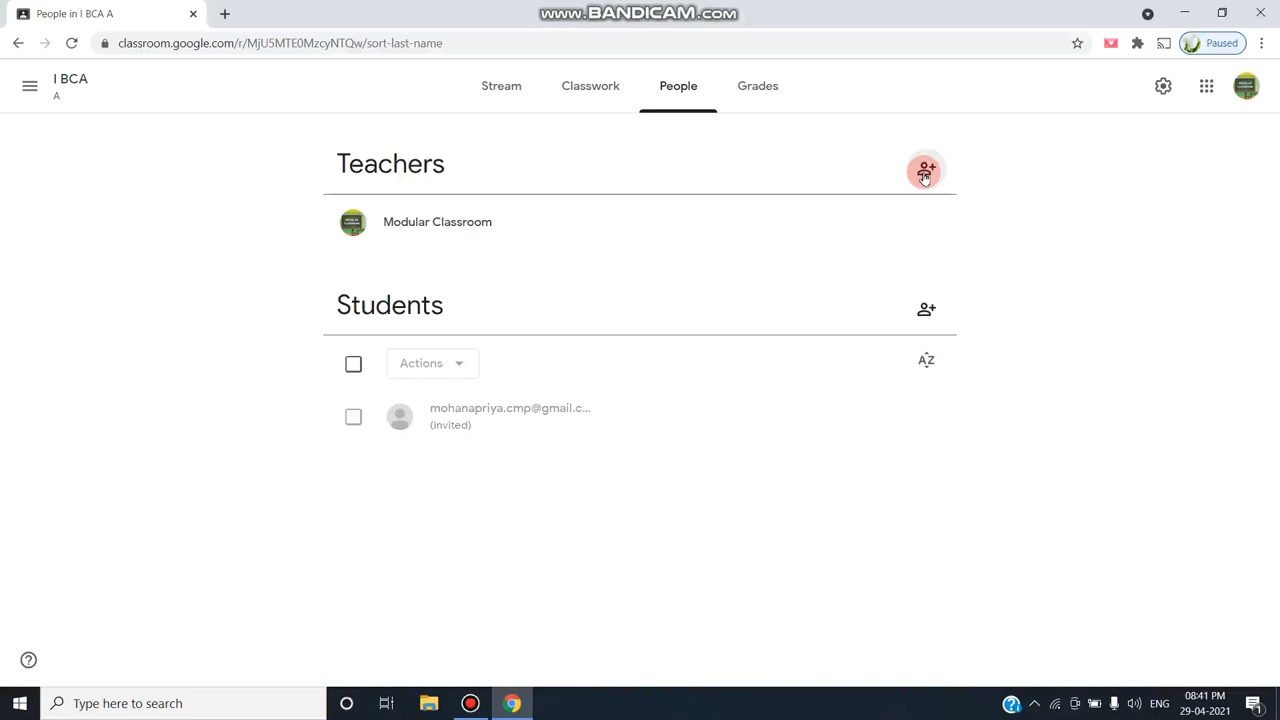 People in I BCA A
www.BANDICAM.com
classroom.google.com/r/MjU5MTE0MzcyNTQw/sort-last-name
Paused
I BCA
A
Stream
Classwork
People
Grades
Teachers
Modular Classroom
Students
Actions
AZ
mohanapriya.cmp@gmail.c...
(invited)
Type here to search
ENG
08:41 PM
29-04-2021